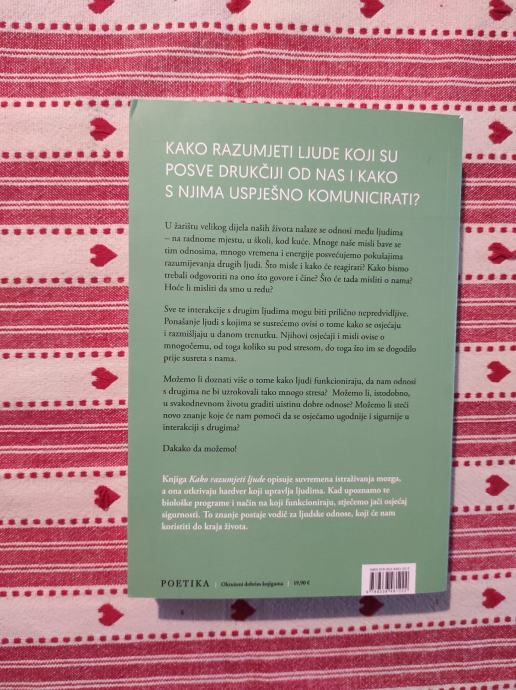 KAKO RAZUMJETI LJUDE KOJI SU
POSVE DRUKČIJI OD NAS I KAKO
S NJIMA USPJEŠNO KOMUNICIRATI?
U žarištu velikog dijela naših života nalaze se odnosi među ljudima
– na radnome mjestu, u školi, kod kuće. Mnoge naše misli bave se
tim odnosima, mnogo vremena i energije posvećujemo pokušajima
razumijevanja drugih ljudi. Što misle i kako će reagirati? Kako bismo
trebali odgovoriti na ono što govore i čine? Što će tada misliti o nama?
Hoće li misliti da smo u redu?
Sve te interakcije s drugim ljudima mogu biti prilično nepredvidljive.
Ponašanje ljudi s kojima se susrećemo ovisi o tome kako se osjećaju
i razmišljaju u danom trenutku. Njihovi osjećaji i misli ovise o
mnogočemu, od toga koliko su pod stresom, do toga što im se dogodilo
prije susreta s nama.
Možemo li doznati više o tome kako ljudi funkcioniraju, da nam odnosi
s drugima ne bi uzrokovali tako mnogo stresa? Možemo li, istodobno,
u svakodnevnom životu graditi uistinu dobre odnose? Možemo li steći
novo znanje koje će nam pomoći da se osjećamo ugodnije i sigurnije u
interakciji s drugima?
Dakako da možemo!
Knjiga Kako razumjeti ljude opisuje suvremena istraživanja mozga,
a ona otkrivaju hardver koji upravlja ljudima. Kad upoznamo te
biološke programe i način na koji funkcioniraju, stječemo jači osjećaj
sigurnosti. To znanje postaje vodič za ljudske odnose, koji će nam
koristiti do kraja života.
POETIKA | Okruženi dobrim knjigama | 19,90 €